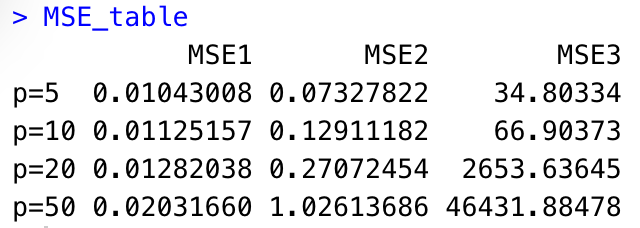 > MSE_table
MSE1 MSE2 MSE3
p=5 0.01043008 0.07327822 34.80334
p=10 0.01125157 0.12911182 66.90373
p=20 0.01282038 0.27072454 2653.63645
p=50 0.02031660 1.02613686 46431.88478